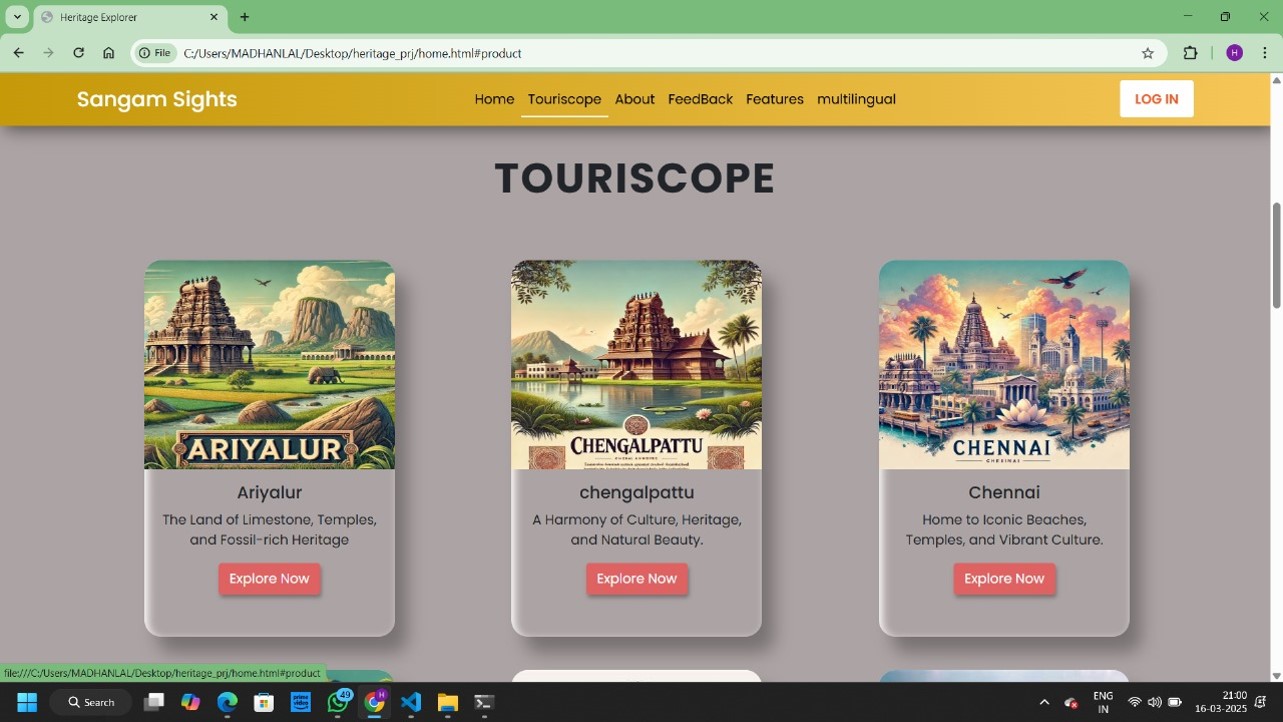 Heritage Explorer
File C:/Users/MADHANLAL/Desktop/heritage_prj/home.html#product
H
Sangam Sights Home Touriscope About FeedBack Features multilingual LOG IN
TOURISCOPE
ARIYALUR
CHENGALPATTU
CHENNAI
Ariyalur
The Land of Limestone, Temples,
and Fossil-rich Heritage
Explore Now
chengalpattu
A Harmony of Culture, Heritage,
and Natural Beauty.
Explore Now
Chennai
Home to Iconic Beaches,
Temples, and Vibrant Culture.
Explore Now
file:///C:/Users/MADHANLAL/Desktop/heritage_prj/home.html#product
Search
prime video
49
H
ENG
IN
21:00
16-03-2025